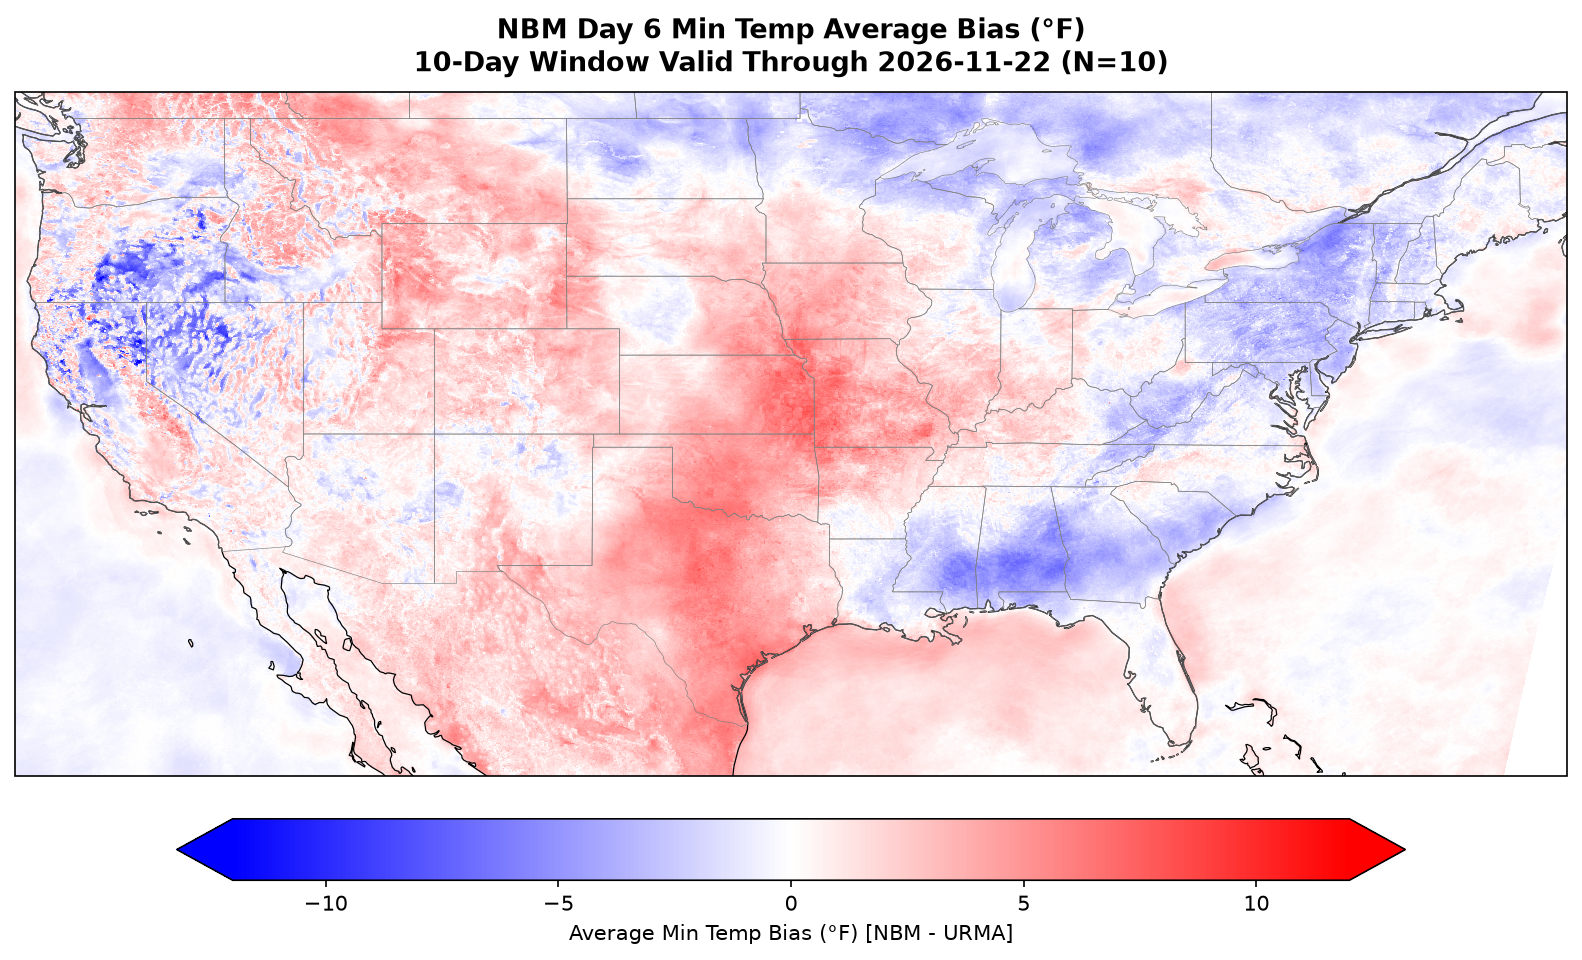 NBM Day 6 Min Temp Average Bias (°F)
10-Day Window Valid Through 2026-11-22 (N=10)
−10 −5 0 5 10
Average Min Temp Bias (°F) [NBM - URMA]